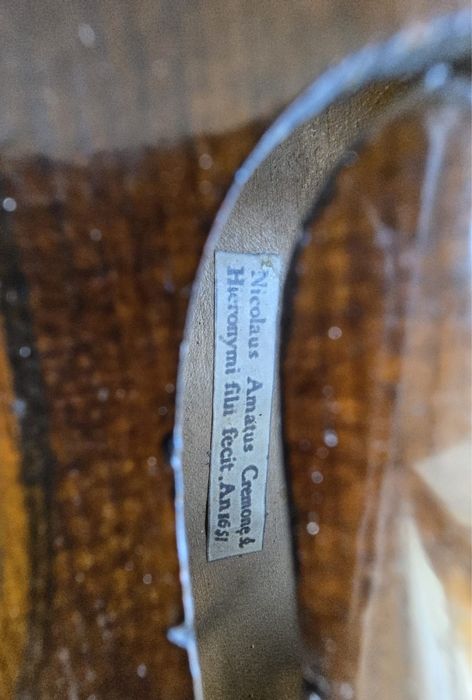 Nicolaus Amatus Cremonę &
Hieronymi filii fecit. An 1651